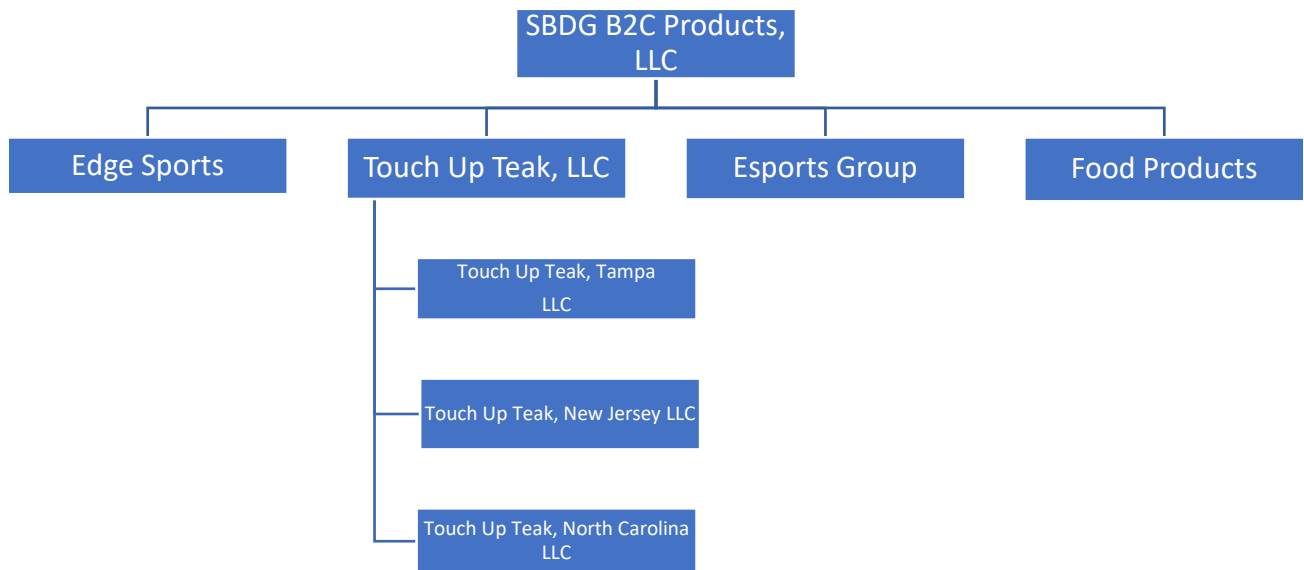 SBDG B2C Products,
LLC
Edge Sports
Touch Up Teak, LLC
Esports Group
Food Products
Touch Up Teak, Tampa
LLC
Touch Up Teak, New Jersey LLC
Touch Up Teak, North Carolina
LLC